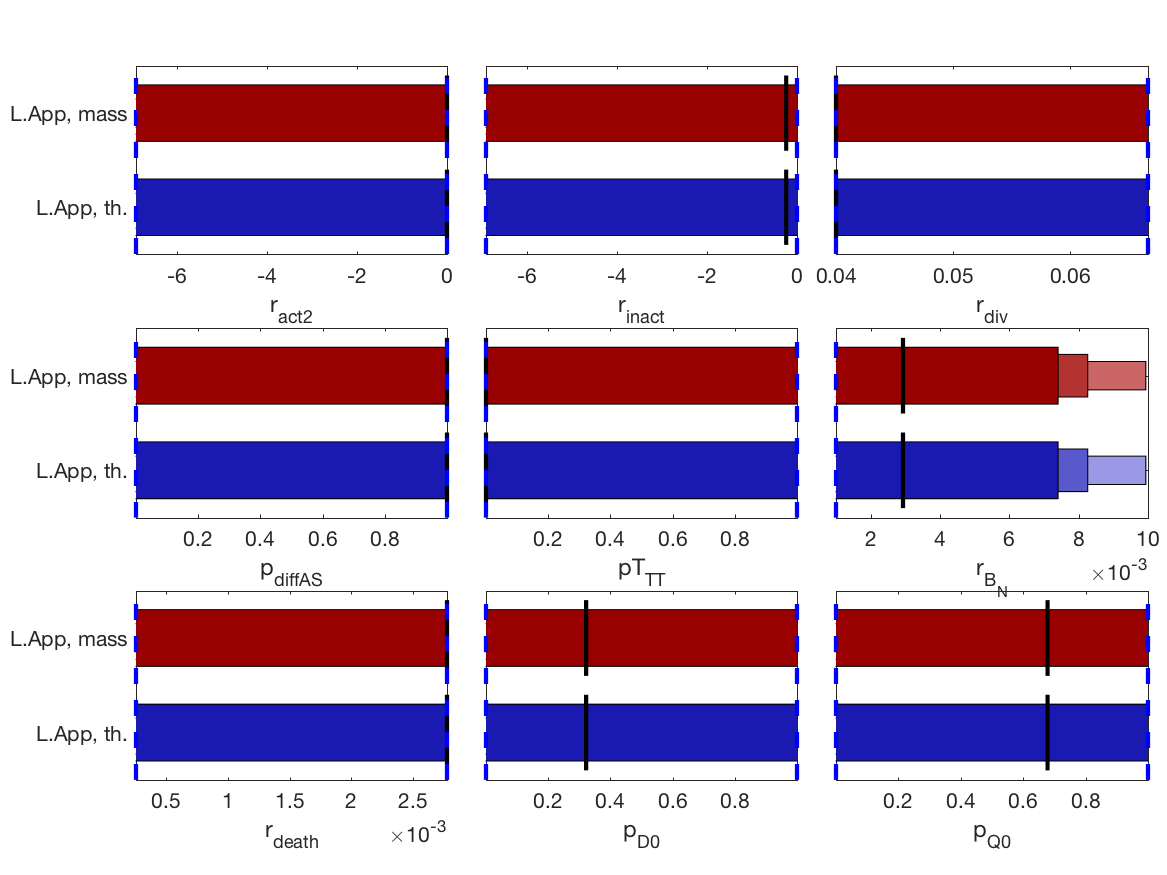 L.App, mass
L.App, th.
-6 -4 -2 0
r_act2
-6 -4 -2 0
r_inact
0.04 0.05 0.06
r_div
L.App, mass
L.App, th.
0.2 0.4 0.6 0.8
p_diffAS
0.2 0.4 0.6 0.8
pT_TT
2 4 6 8 10
r_B_N ×10^-3
L.App, mass
L.App, th.
0.5 1 1.5 2 2.5
r_death ×10^-3
0.2 0.4 0.6 0.8
p_D0
0.2 0.4 0.6 0.8
p_Q0